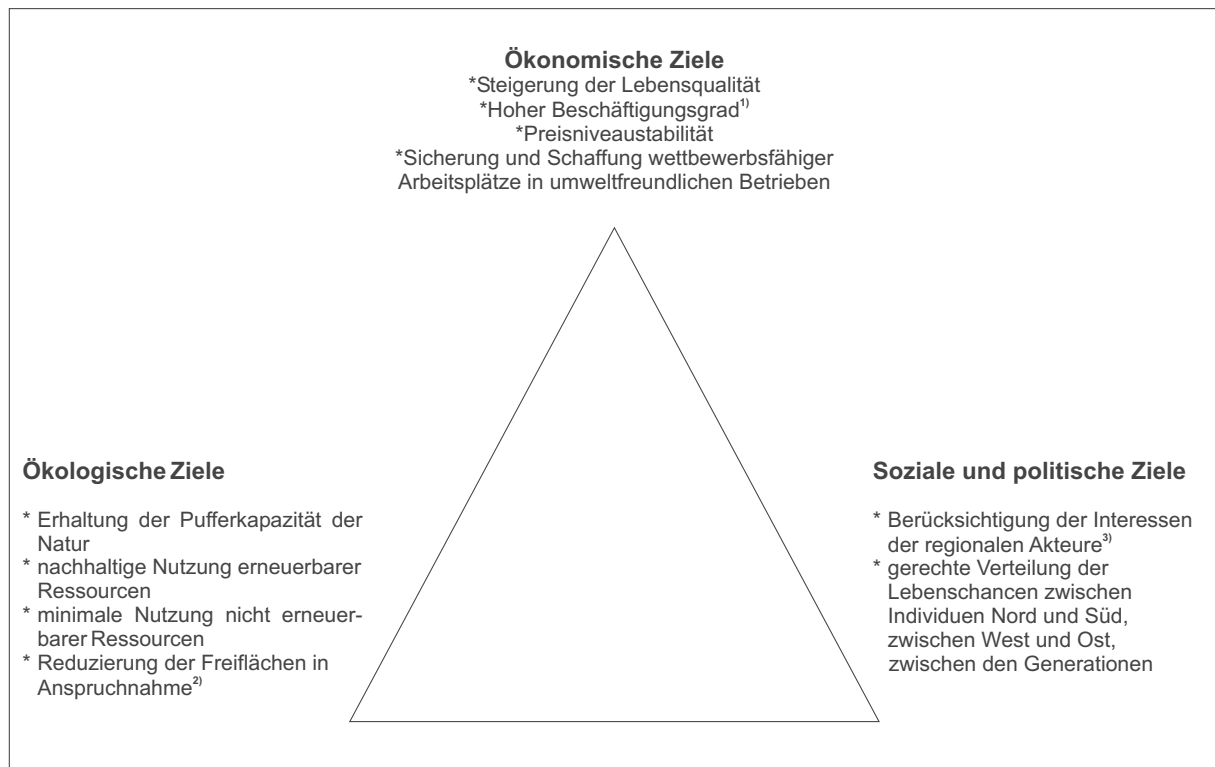 Ökonomische Ziele
*Steigerung der Lebensqualität
*Hoher Beschäftigungsgrad¹⁾
*Preisniveaustabilität
*Sicherung und Schaffung wettbewerbsfähiger
Arbeitsplätze in umweltfreundlichen Betrieben
Ökologische Ziele
* Erhaltung der Pufferkapazität der
Natur
* nachhaltige Nutzung erneuerbarer
Ressourcen
* minimale Nutzung nicht erneuer-
barer Ressourcen
* Reduzierung der Freiflächen in
Anspruchnahme²⁾
Soziale und politische Ziele
* Berücksichtigung der Interessen
der regionalen Akteure³⁾
* gerechte Verteilung der
Lebenschancen zwischen
Individuen Nord und Süd,
zwischen West und Ost,
zwischen den Generationen